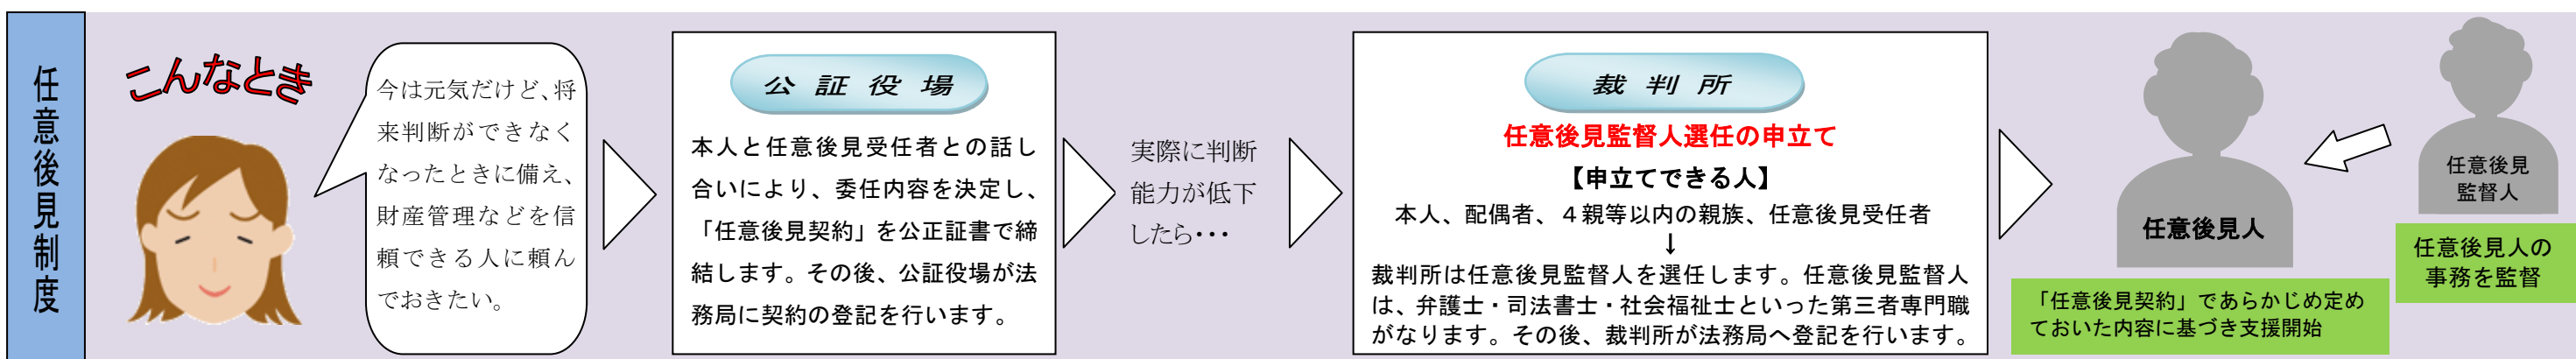 任意後見制度
こんなとき
今は元気だけど、将
来判断ができなく
なったときに備え、
財産管理などを信
頼できる人に頼ん
でおきたい。
公証役場
本人と任意後見受任者との話し
合いにより、委任内容を決定し、
「任意後見契約」を公正証書で締
結します。その後、公証役場が法
務局に契約の登記を行います。
実際に判断
能力が低下
したら・・・
裁判所
任意後見監督人選任の申立て
【申立てできる人】
本人、配偶者、４親等以内の親族、任意後見受任者
↓
裁判所は任意後見監督人を選任します。任意後見監督人
は、弁護士・司法書士・社会福祉士といった第三者専門職
がなります。その後、裁判所が法務局へ登記を行います。
任意後見人
「任意後見契約」であらかじめ定め
ておいた内容に基づき支援開始
任意後見
監督人
任意後見人の
事務を監督